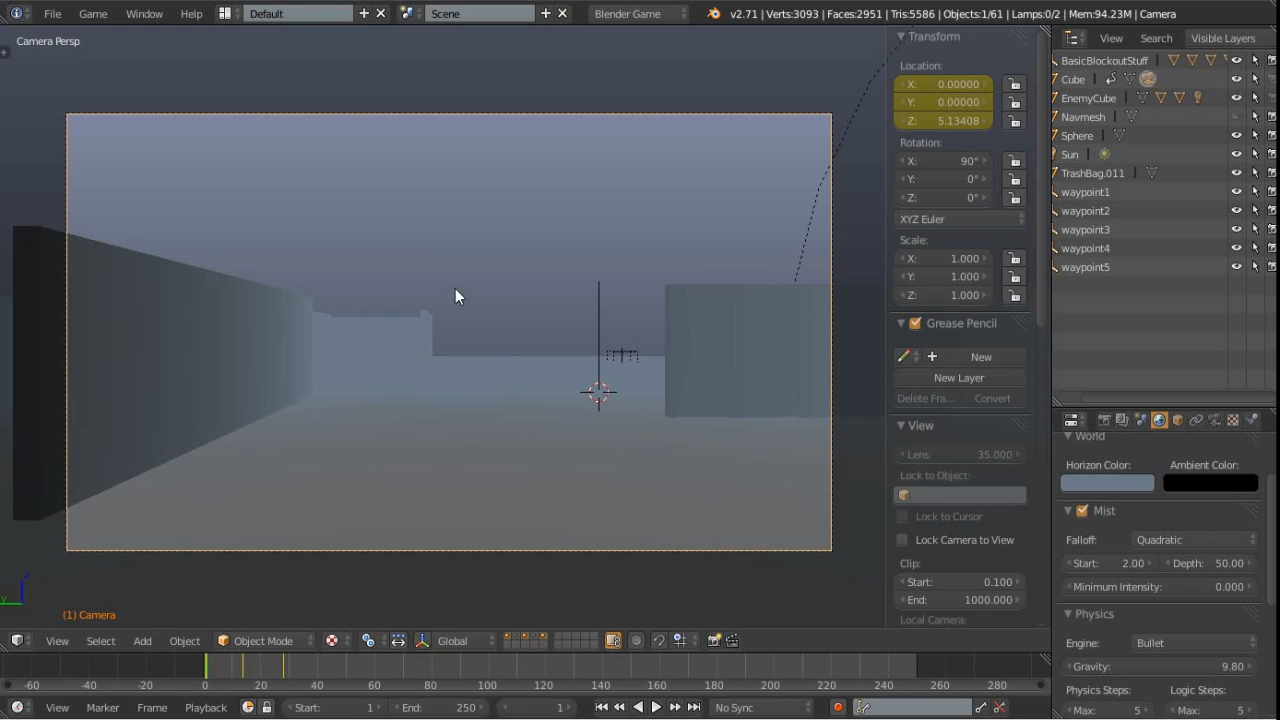 File Game Window Help Default Scene Blender Game v2.71 | Verts:3093 | Faces:2951 | Tris:5586 | Objects:1/61 | Lamps:0/2 | Mem:94.23M | Camera
Camera Persp
Transform
Location:
X: 0.00000
Y: 0.00000
Z: 5.13408
Rotation:
X: 90°
Y: 0°
Z: 0°
XYZ Euler
Scale:
X: 1.000
Y: 1.000
Z: 1.000
Grease Pencil
New
New Layer
Delete Fra... Convert
View
Lens: 35.000
Lock to Object:
Lock to Cursor
Lock Camera to View
Clip:
Start: 0.100
End: 1000.000
Local Camera:
View Search Visible Layers
BasicBlockoutStuff
Cube
EnemyCube
Navmesh
Sphere
Sun
TrashBag.011
waypoint1
waypoint2
waypoint3
waypoint4
waypoint5
World
Horizon Color: Ambient Color:
Mist
Falloff: Quadratic
Start: 2.00 Depth: 50.00
Minimum Intensity: 0.000
Physics
Engine: Bullet
Gravity: 9.80
Physics Steps: Logic Steps:
Max: 5 Max: 5
z
y
(1) Camera
View Select Add Object Object Mode Global
-60 -40 -20 0 20 40 60 80 100 120 140 160 180 200 220 240 260 280
View Marker Frame Playback Start: 1 End: 250 1 No Sync